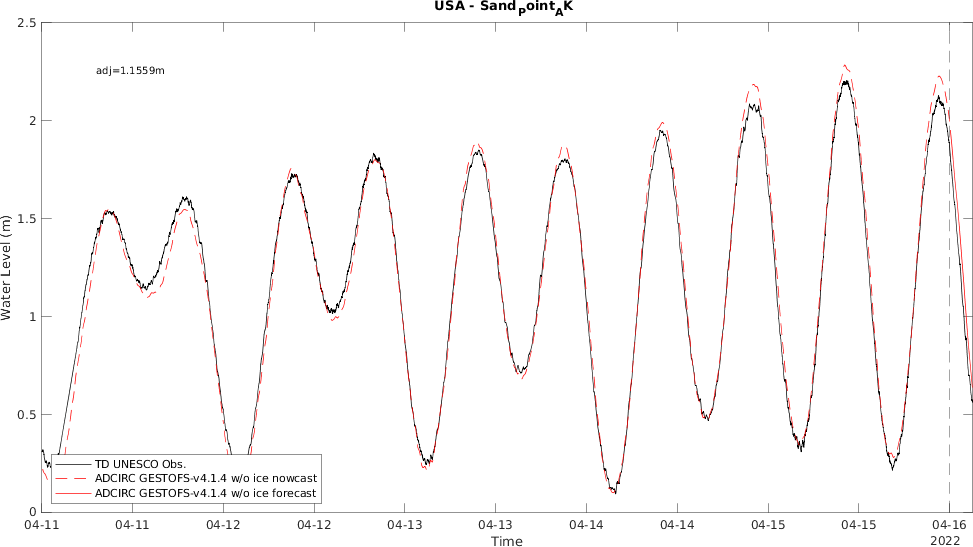 USA - Sand_Point_AK
2.5
adj=1.1559m
2
1.5
Water Level (m)
1
0.5
TD UNESCO Obs.
ADCIRC GESTOFS-v4.1.4 w/o ice nowcast
ADCIRC GESTOFS-v4.1.4 w/o ice forecast
0
04-11 04-11 04-12 04-12 04-13 04-13 04-14 04-14 04-15 04-15 04-16
Time 2022